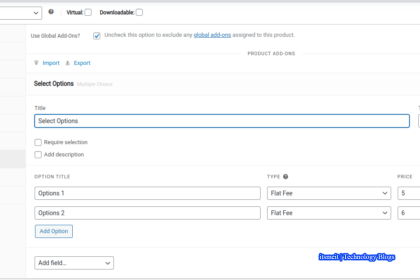 Virtual: Downloadable:
Use Global Add-Ons? Uncheck this option to exclude any global add-ons assigned to this product.
PRODUCT ADD-ONS
Import Export
Select Options Multiple Choice
Title
Select Options
Require selection
Add description
OPTION TITLE TYPE PRICE
Options 1 Flat Fee 5
Options 2 Flat Fee 6
Add Option
Add field...
itsmeit - Technology Blogs